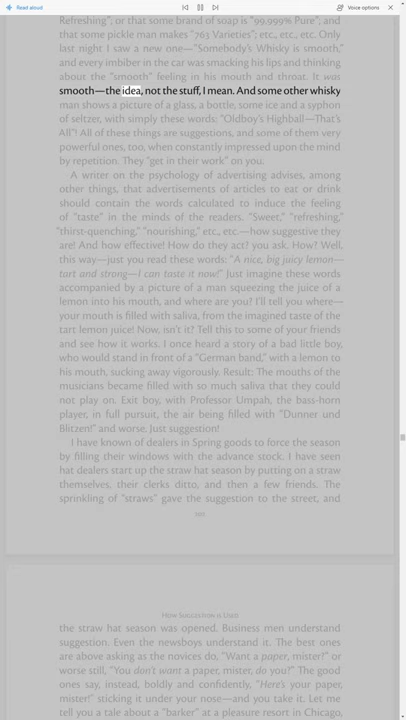 Read aloud
Voice options
Refreshing", or that some brand of soap is "99.999% Pure", and
that some pickle man makes "763 Varieties"; etc., etc., etc. Only
last night I saw a new one—"Somebody's Whisky is smooth,"
and every imbiber in the car was smacking his lips and thinking
about the "smooth" feeling in his mouth and throat. It was
smooth—the idea, not the stuff, I mean. And some other whisky
man shows a picture of a glass, a bottle, some ice and a syphon
of seltzer, with simply these words: "Oldboy's Highball—That's
All"! All of these things are suggestions, and some of them very
powerful ones, too, when constantly impressed upon the mind
by repetition. They "get in their work" on you.
A writer on the psychology of advertising advises, among
other things, that advertisements of articles to eat or drink
should contain the words calculated to induce the feeling
of "taste" in the minds of the readers. "Sweet," "refreshing,"
"thirst-quenching," "nourishing," etc., etc.—how suggestive they
are! And how effective! How do they act? you ask. How? Well,
this way—just you read these words: "A nice, big juicy lemon—
tart and strong—I can taste it now!" Just imagine these words
accompanied by a picture of a man squeezing the juice of a
lemon into his mouth, and where are you? I'll tell you where—
your mouth is filled with saliva, from the imagined taste of the
tart lemon juice! Now, isn't it? Tell this to some of your friends
and see how it works. I once heard a story of a bad little boy,
who would stand in front of a "German band," with a lemon to
his mouth, sucking away vigorously. Result: The mouths of the
musicians became filled with so much saliva that they could
not play on. Exit boy, with Professor Umpah, the bass-horn
player, in full pursuit, the air being filled with "Dunner und
Blitzen!" and worse. Just suggestion!
I have known of dealers in Spring goods to force the season
by filling their windows with the advance stock. I have seen
hat dealers start up the straw hat season by putting on a straw
themselves, their clerks ditto, and then a few friends. The
sprinkling of "straws" gave the suggestion to the street, and
How Suggestion is Used
the straw hat season was opened. Business men understand
suggestion. Even the newsboys understand it. The best ones
are above asking as the novices do, "Want a paper, mister?" or
worse still, "You don't want a paper, mister, do you?" The good
ones say, instead, boldly and confidently, "Here's your paper,
mister!" sticking it under your nose—and you take it. Let me
tell you a tale about a "barker" at a pleasure resort in Chicago,